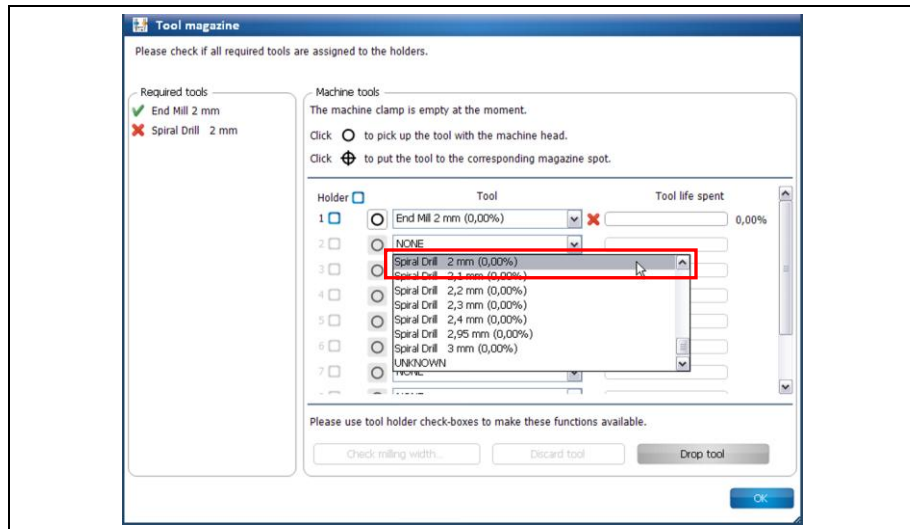 Tool magazine
Please check if all required tools are assigned to the holders.
Required tools
End Mill 2 mm
Spiral Drill 2 mm
Machine tools
The machine clamp is empty at the moment.
Click to pick up the tool with the machine head.
Click to put the tool to the corresponding magazine spot.
Holder Tool Tool life spent
1 End Mill 2 mm (0,00%) 0,00%
2 NONE
Spiral Drill 2 mm (0,00%)
3 Spiral Drill 2,1 mm (0,00%)
Spiral Drill 2,2 mm (0,00%)
4 Spiral Drill 2,3 mm (0,00%)
5 Spiral Drill 2,4 mm (0,00%)
Spiral Drill 2,95 mm (0,00%)
6 Spiral Drill 3 mm (0,00%)
UNKNOWN
7 NONE
Please use tool holder check-boxes to make these functions available.
Check milling width... Discard tool Drop tool
OK